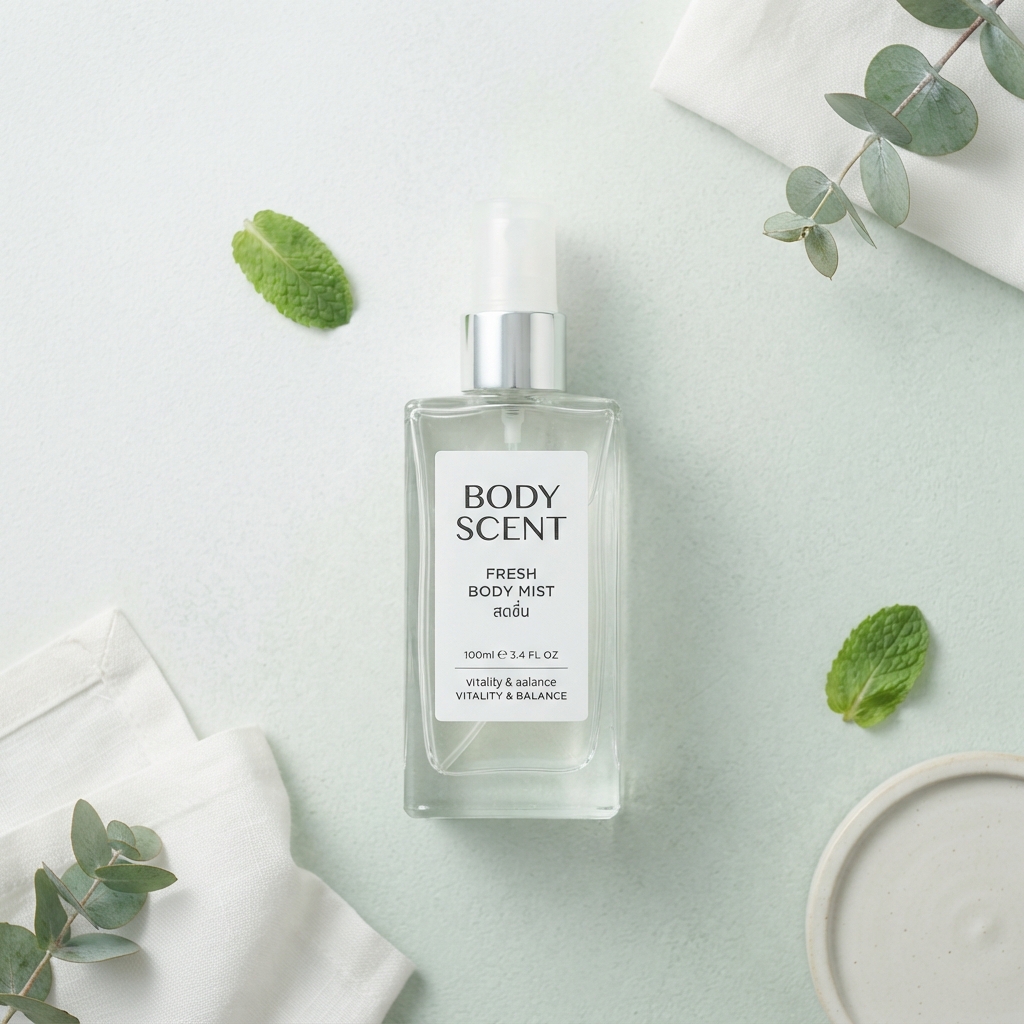 BODY
SCENT
FRESH
BODY MIST
สดชื่น
100ml ℮ 3.4 FL OZ
vitality & aalance
VITALITY & BALANCE